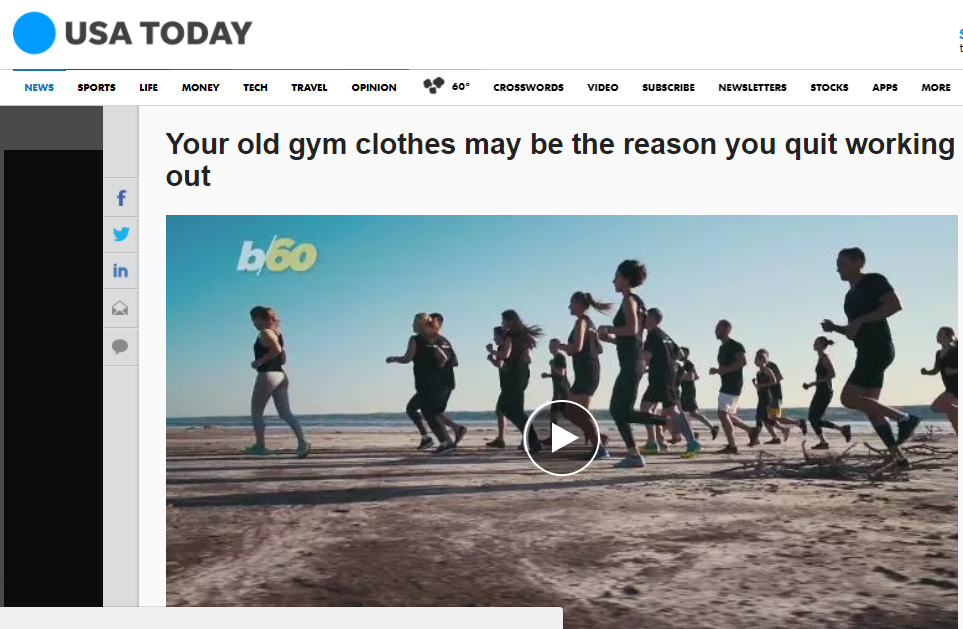 USA TODAY
NEWS SPORTS LIFE MONEY TECH TRAVEL OPINION 60° CROSSWORDS VIDEO SUBSCRIBE NEWSLETTERS STOCKS APPS MORE
Your old gym clothes may be the reason you quit working
out
f
in
b/60